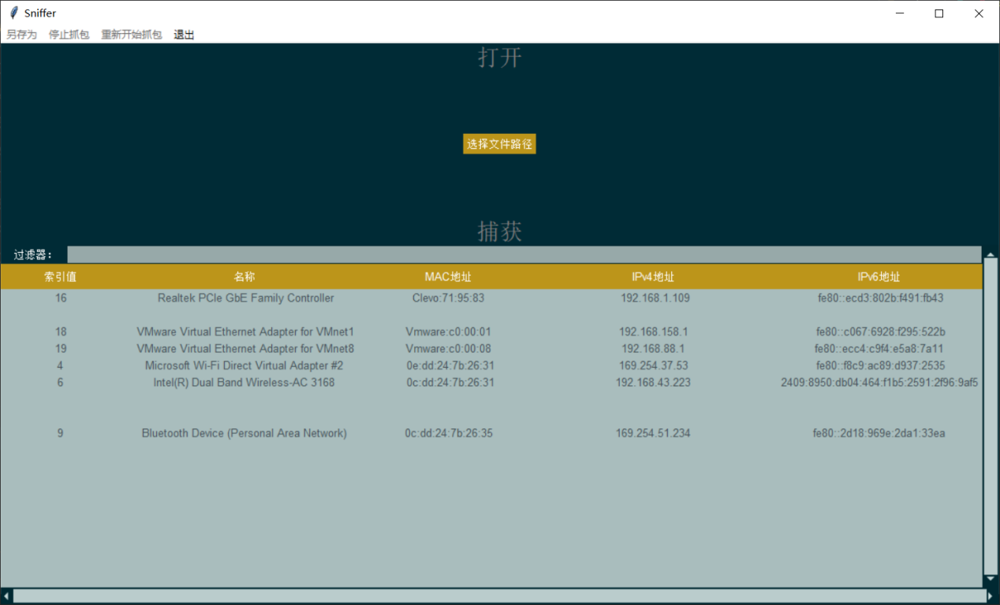 Sniffer
另存为 停止抓包 重新开始抓包 退出
打开
选择文件路径
捕获
过滤器：
索引值 名称 MAC地址 IPv4地址 IPv6地址
16 Realtek PCIe GbE Family Controller Clevo:71:95:83 192.168.1.109 fe80::ecd3:802b:f491:fb43
18 VMware Virtual Ethernet Adapter for VMnet1 Vmware:c0:00:01 192.168.158.1 fe80::c067:6928:f295:522b
19 VMware Virtual Ethernet Adapter for VMnet8 Vmware:c0:00:08 192.168.88.1 fe80::ecc4:c9f4:e5a8:7a11
4 Microsoft Wi-Fi Direct Virtual Adapter #2 0e:dd:24:7b:26:31 169.254.37.53 fe80::f8c9:ac89:d937:2535
6 Intel(R) Dual Band Wireless-AC 3168 0c:dd:24:7b:26:31 192.168.43.223 2409:8950:db04:464:f1b5:2591:2f96:9af5
9 Bluetooth Device (Personal Area Network) 0c:dd:24:7b:26:35 169.254.51.234 fe80::2d18:969e:2da1:33ea